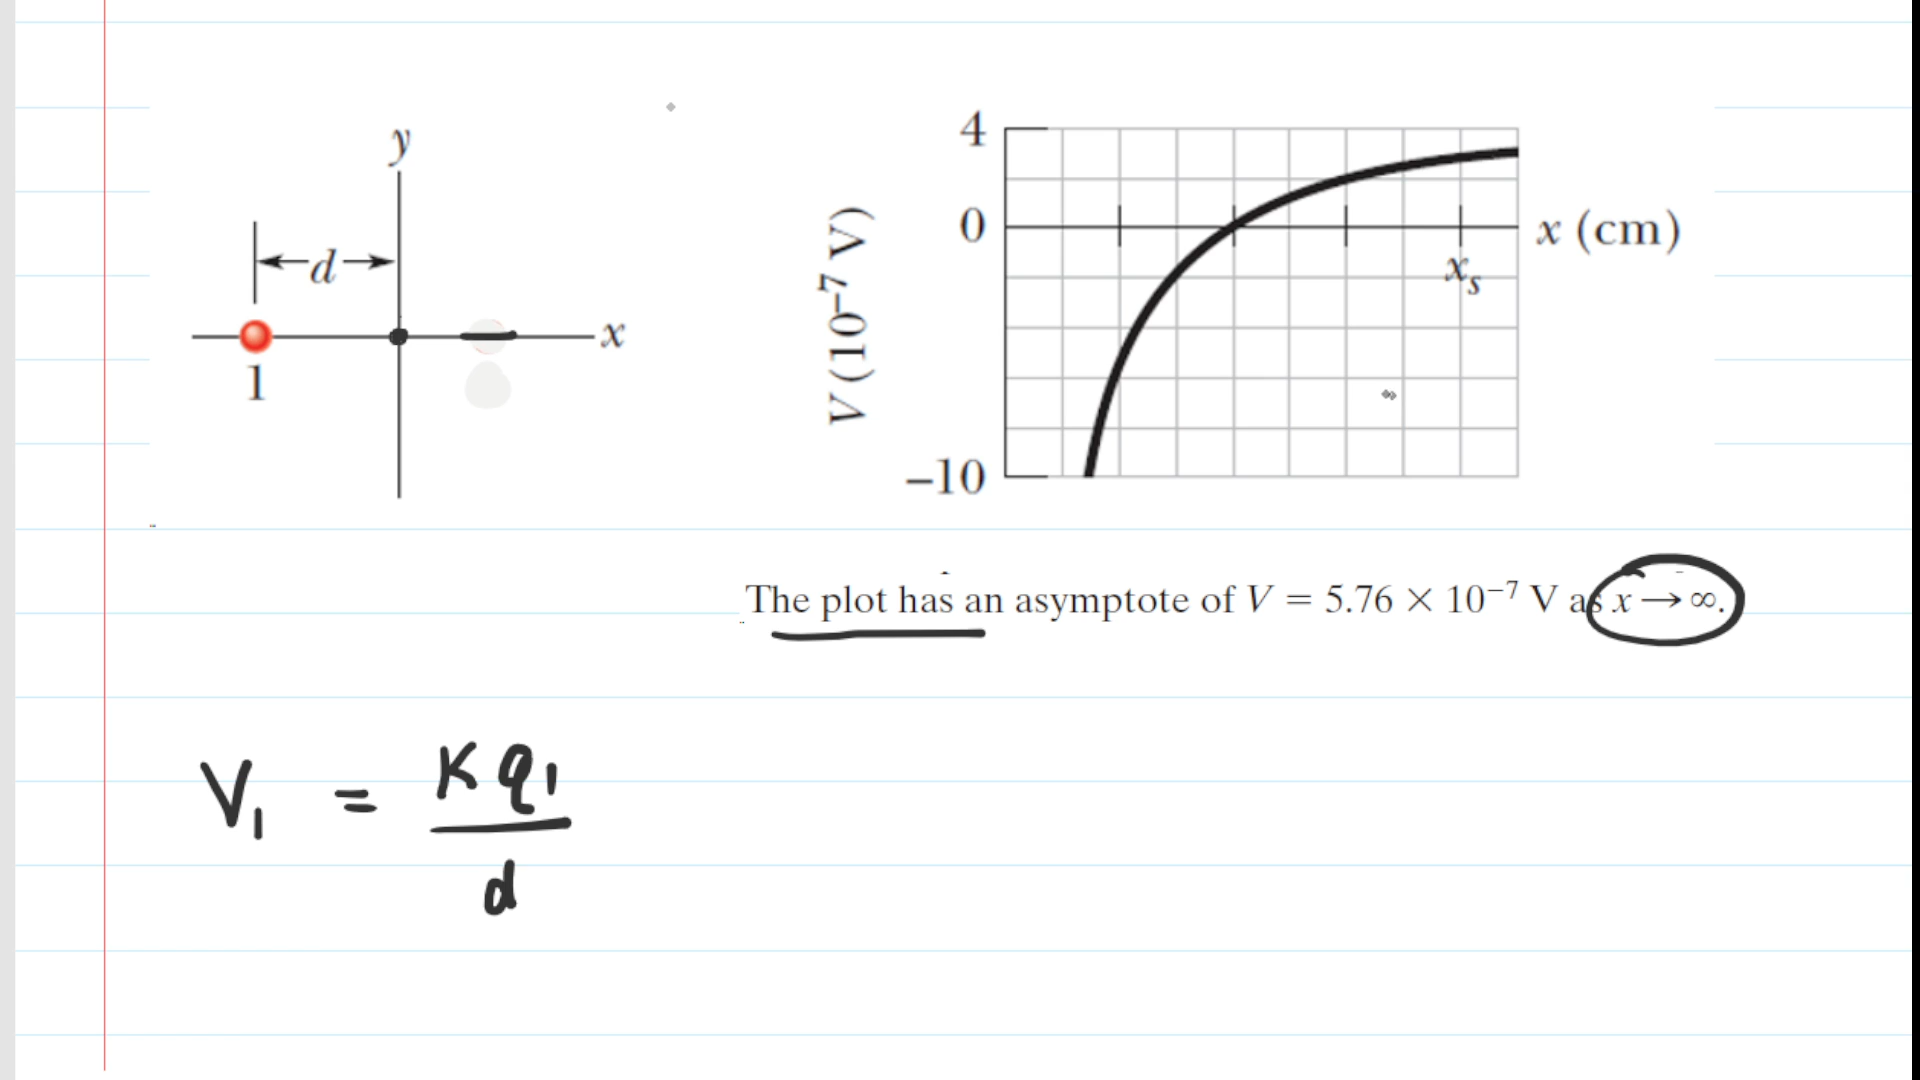 y
d
x
1
4
0
-10
V (10⁻⁷ V)
x (cm)
xₛ
The plot has an asymptote of V = 5.76 × 10⁻⁷ V as x → ∞.
V₁ = Kq₁
d